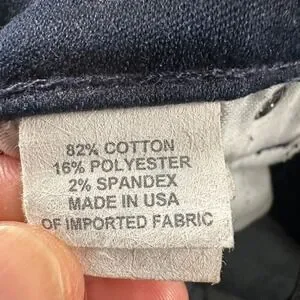 82% COTTON
16% POLYESTER
2% SPANDEX
MADE IN USA
OF IMPORTED FABRIC